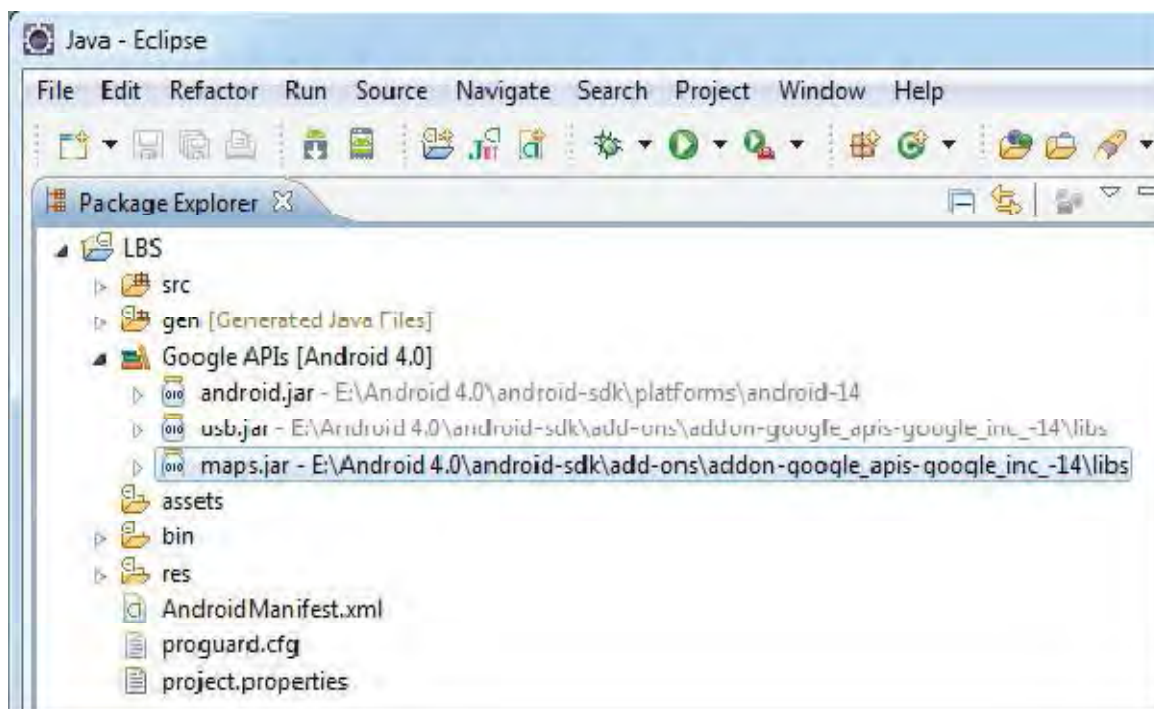 Java - Eclipse
File Edit Refactor Run Source Navigate Search Project Window Help
Package Explorer
LBS
src
gen [Generated Java Files]
Google APIs [Android 4.0]
android.jar - E:\Android 4.0\android-sdk\platforms\android-14
usb.jar - E:\Android 4.0\android-sdk\add-ons\addon-google_apis-google_inc_-14\libs
maps.jar - E:\Android 4.0\android-sdk\add-ons\addon-google_apis-google_inc_-14\libs
assets
bin
res
AndroidManifest.xml
proguard.cfg
project.properties